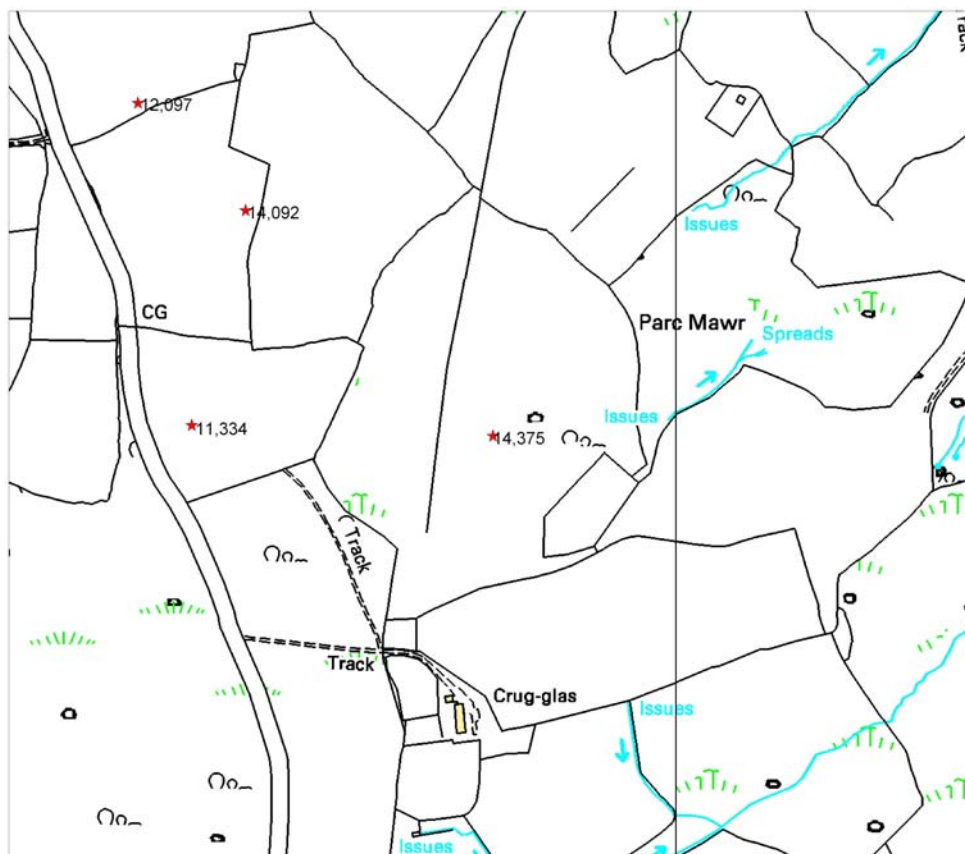 Track
12,097
14,092
Issues
CG
Parc Mawr
Spreads
Issues
11,334
14,375
Track
Track
Crug-glas
Issues
Issues